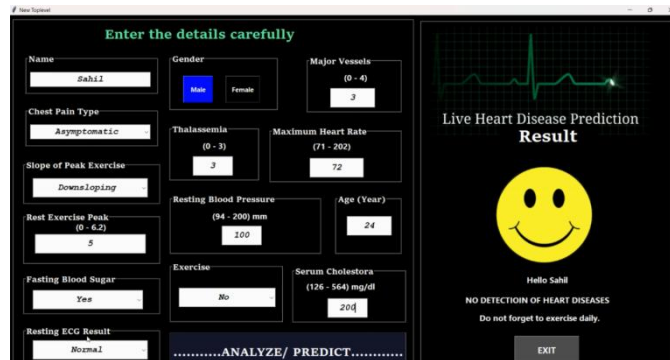 New Toplevel
Enter the details carefully
Name
Sahil
Gender
Male
Female
Major Vessels
(0 - 4)
3
Chest Pain Type
Asymptomatic
Thalassemia
(0 - 3)
3
Maximum Heart Rate
(71 - 202)
72
Slope of Peak Exercise
Downsloping
Resting Blood Pressure
(94 - 200) mm
100
Age (Year)
24
Rest Exercise Peak
(0 - 6.2)
5
Fasting Blood Sugar
Yes
Exercise
No
Serum Cholestora
(126 - 564) mg/dl
200
Resting ECG Result
Normal
...........ANALYZE/ PREDICT...........
Live Heart Disease Prediction
Result
Hello Sahil
NO DETECTIOIN OF HEART DISEASES
Do not forget to exercise daily.
EXIT